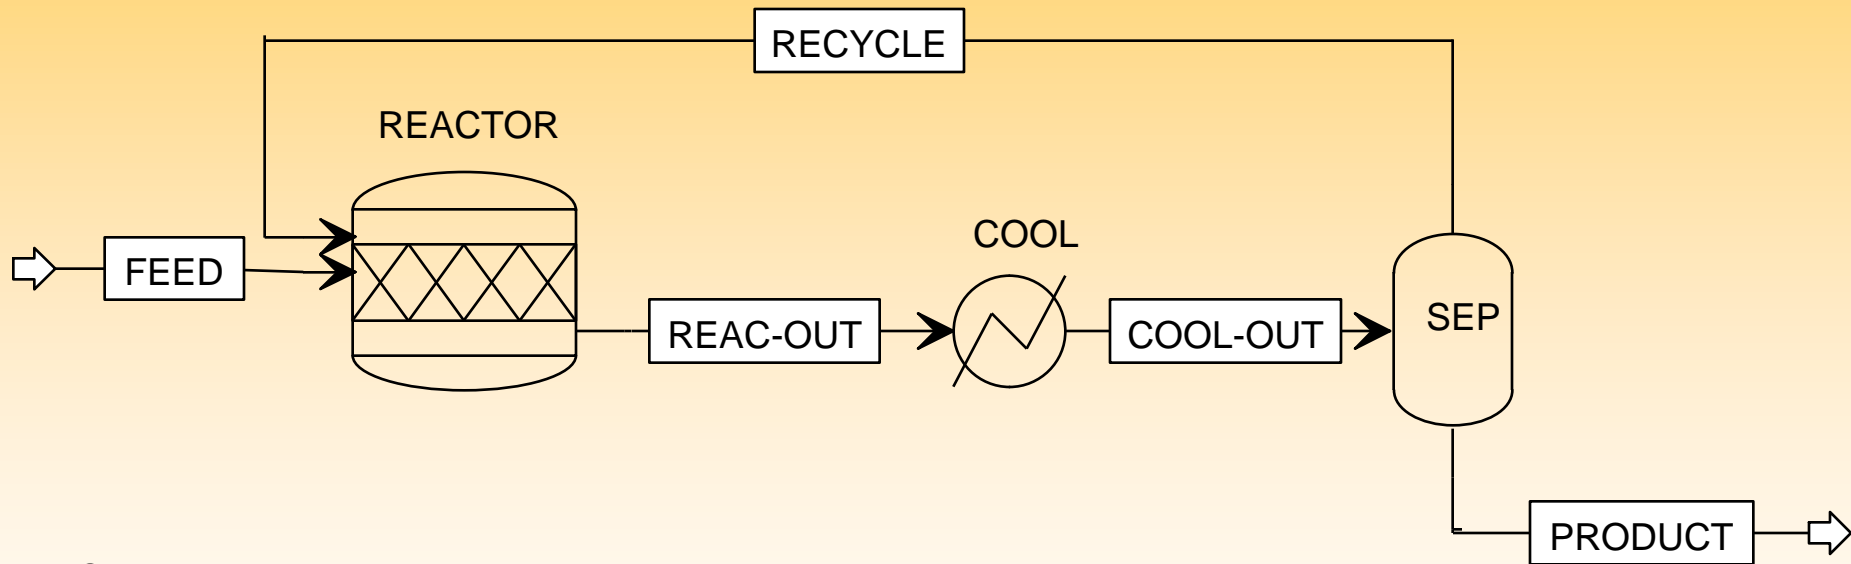 RECYCLE
REACTOR
COOL
FEED
SEP
REAC-OUT
COOL-OUT
PRODUCT